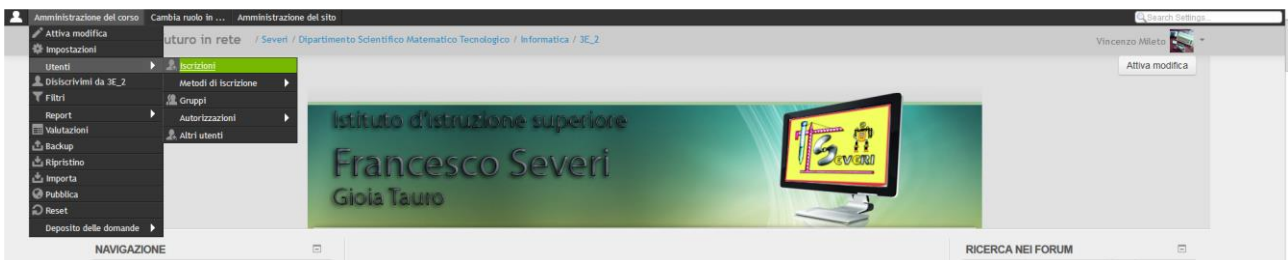 Amministrazione del corso Cambia ruolo in ... Amministrazione del sito Search Settings...
Attiva modifica
uturo in rete / Severi / Dipartimento Scientifico Matematico Tecnologico / Informatica / 3E_2 Vincenzo Mileto
Impostazioni
Utenti Iscrizioni Attiva modifica
Disiscrivimi da 3E_2 Metodi di iscrizione
Filtri Gruppi
Report Autorizzazioni
Valutazioni Altri utenti
Backup
Ripristino
Importa
Pubblica
Reset
Deposito delle domande
Istituto d'istruzione superiore
Francesco Severi
Gioia Tauro
SEVERI
NAVIGAZIONE RICERCA NEI FORUM